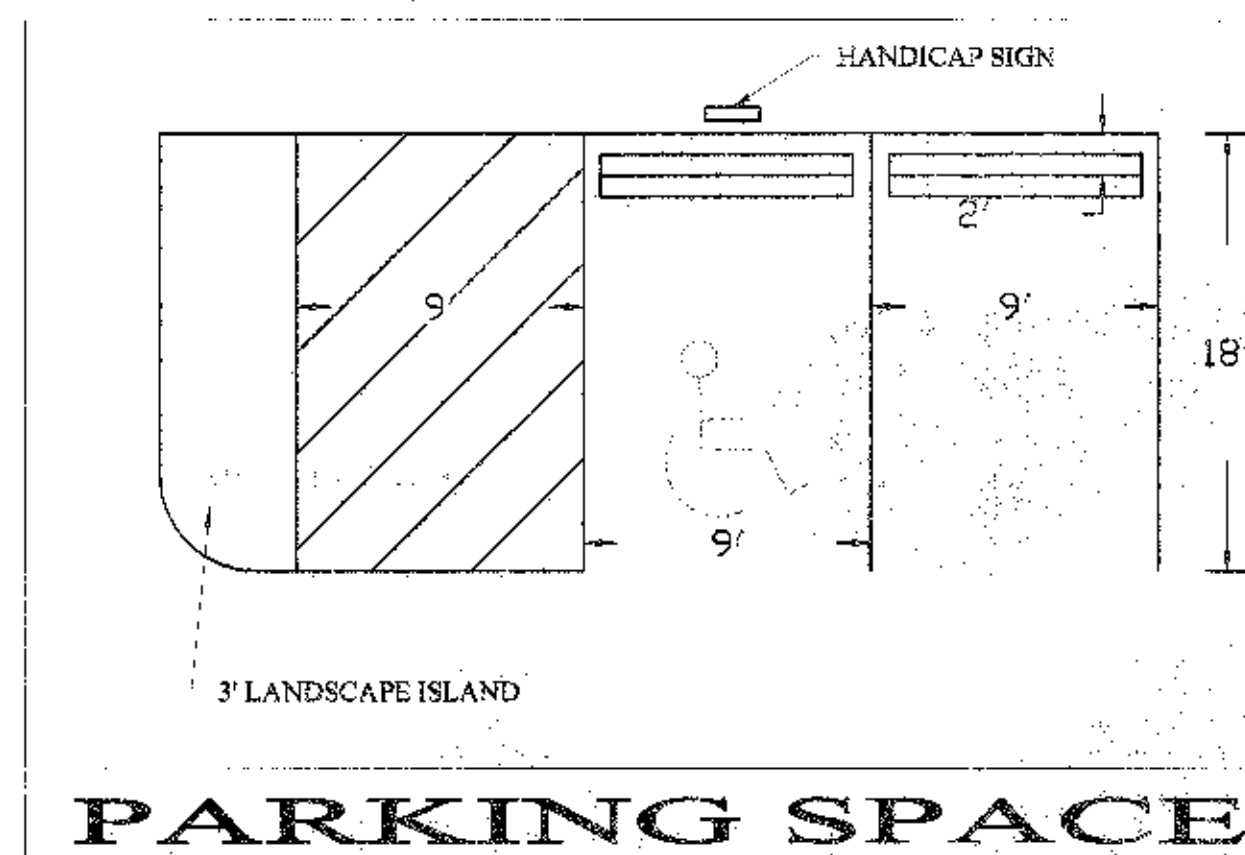 HANDICAP SIGN
2'
9
9'
18'
9'
3' LANDSCAPE ISLAND
PARKING SPACE